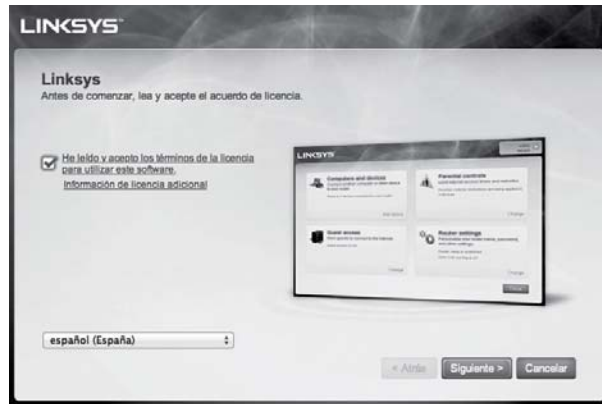 LINKSYS
Linksys
Antes de comenzar, lea y acepte el acuerdo de licencia.
He leído y acepto los términos de la licencia
para utilizar este software.
Información de licencia adicional
LINKSYS
Computers and devices
Parental controls
Guest access
Router settings
Change
Change
Change
español (España)
< Atrás
Siguiente >
Cancelar